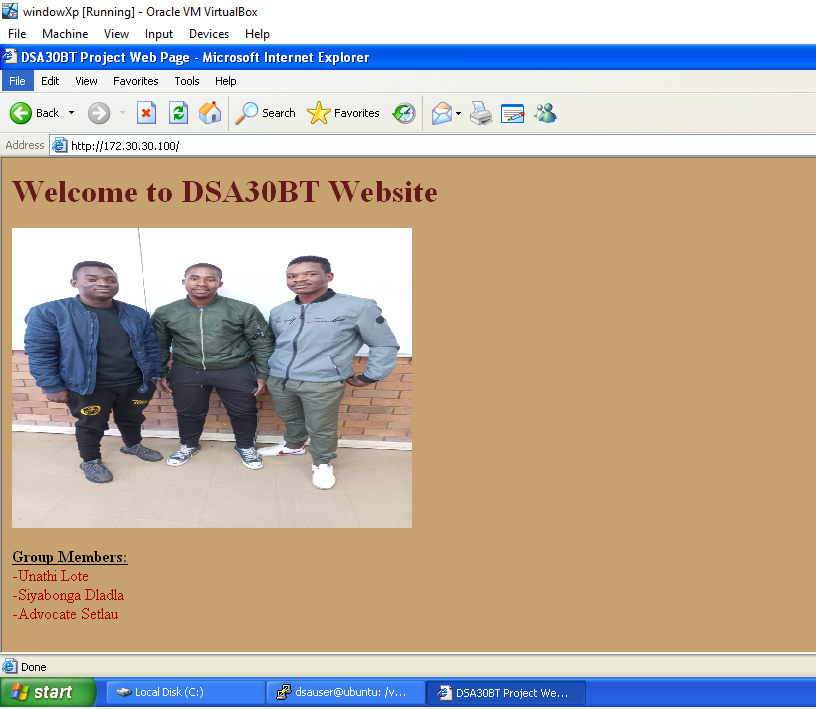 windowXp [Running] - Oracle VM VirtualBox
File Machine View Input Devices Help
DSA30BT Project Web Page - Microsoft Internet Explorer
File Edit View Favorites Tools Help
Back Search Favorites
Address http://172.30.30.100/
Welcome to DSA30BT Website
Group Members:
-Unathi Lote
-Siyabonga Dladla
-Advocate Setlau
Done
start Local Disk (C:) dsauser@ubuntu: /v... DSA30BT Project We...